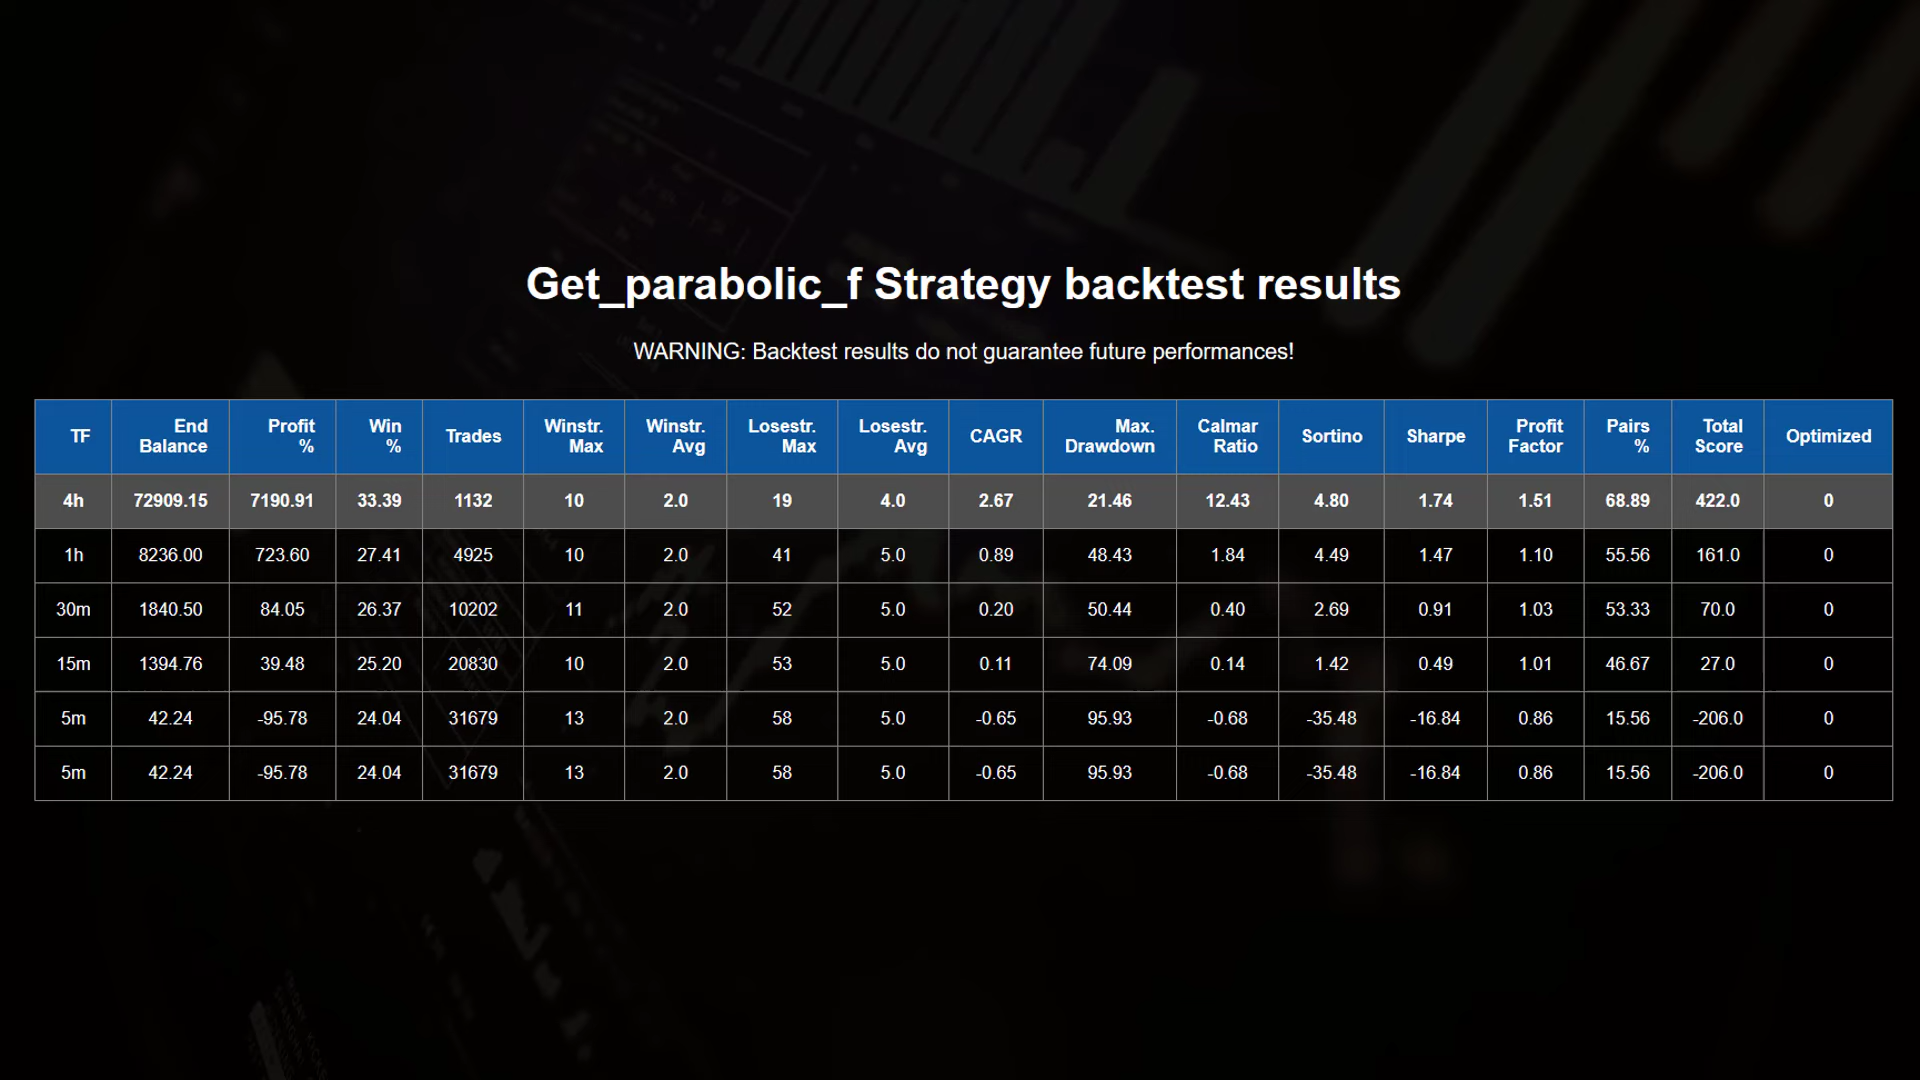 Get_parabolic_f Strategy backtest results
WARNING: Backtest results do not guarantee future performances!
TF End Balance Profit % Win % Trades Winstr. Max Winstr. Avg Losestr. Max Losestr. Avg CAGR Max. Drawdown Calmar Ratio Sortino Sharpe Profit Factor Pairs % Total Score Optimized
4h 72909.15 7190.91 33.39 1132 10 2.0 19 4.0 2.67 21.46 12.43 4.80 1.74 1.51 68.89 422.0 0
1h 8236.00 723.60 27.41 4925 10 2.0 41 5.0 0.89 48.43 1.84 4.49 1.47 1.10 55.56 161.0 0
30m 1840.50 84.05 26.37 10202 11 2.0 52 5.0 0.20 50.44 0.40 2.69 0.91 1.03 53.33 70.0 0
15m 1394.76 39.48 25.20 20830 10 2.0 53 5.0 0.11 74.09 0.14 1.42 0.49 1.01 46.67 27.0 0
5m 42.24 -95.78 24.04 31679 13 2.0 58 5.0 -0.65 95.93 -0.68 -35.48 -16.84 0.86 15.56 -206.0 0
5m 42.24 -95.78 24.04 31679 13 2.0 58 5.0 -0.65 95.93 -0.68 -35.48 -16.84 0.86 15.56 -206.0 0